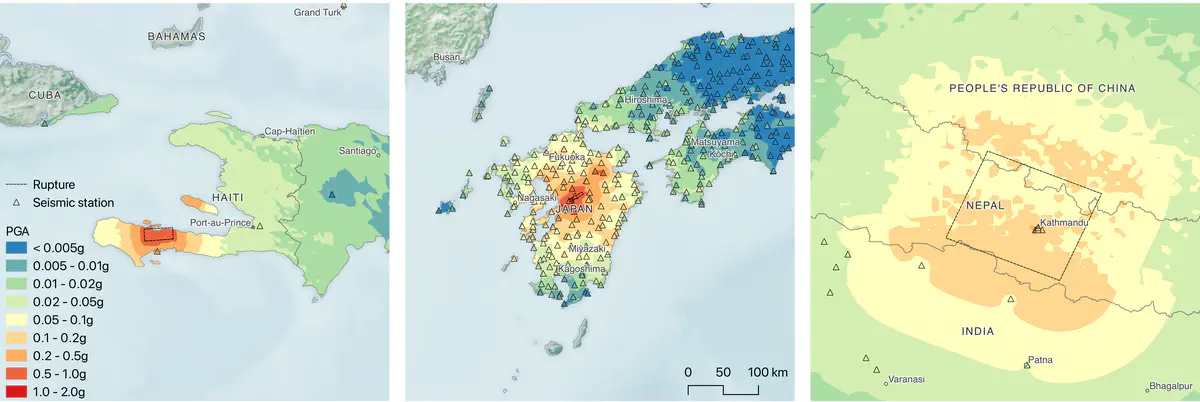 Grand Turk
BAHAMAS
CUBA
Cap-Haïtien
Santiago
HAITI
Port-au-Prince
Rupture
Seismic station
PGA
< 0.005g
0.005 - 0.01g
0.01 - 0.02g
0.02 - 0.05g
0.05 - 0.1g
0.1 - 0.2g
0.2 - 0.5g
0.5 - 1.0g
1.0 - 2.0g
Busan
Hiroshima
Matsuyama
Kōchi
Fukuoka
Nagasaki
JAPAN
Miyazaki
Kagoshima
0 50 100 km
PEOPLE'S REPUBLIC OF CHINA
NEPAL
Kathmandu
INDIA
Patna
Varanasi
Bhagalpur